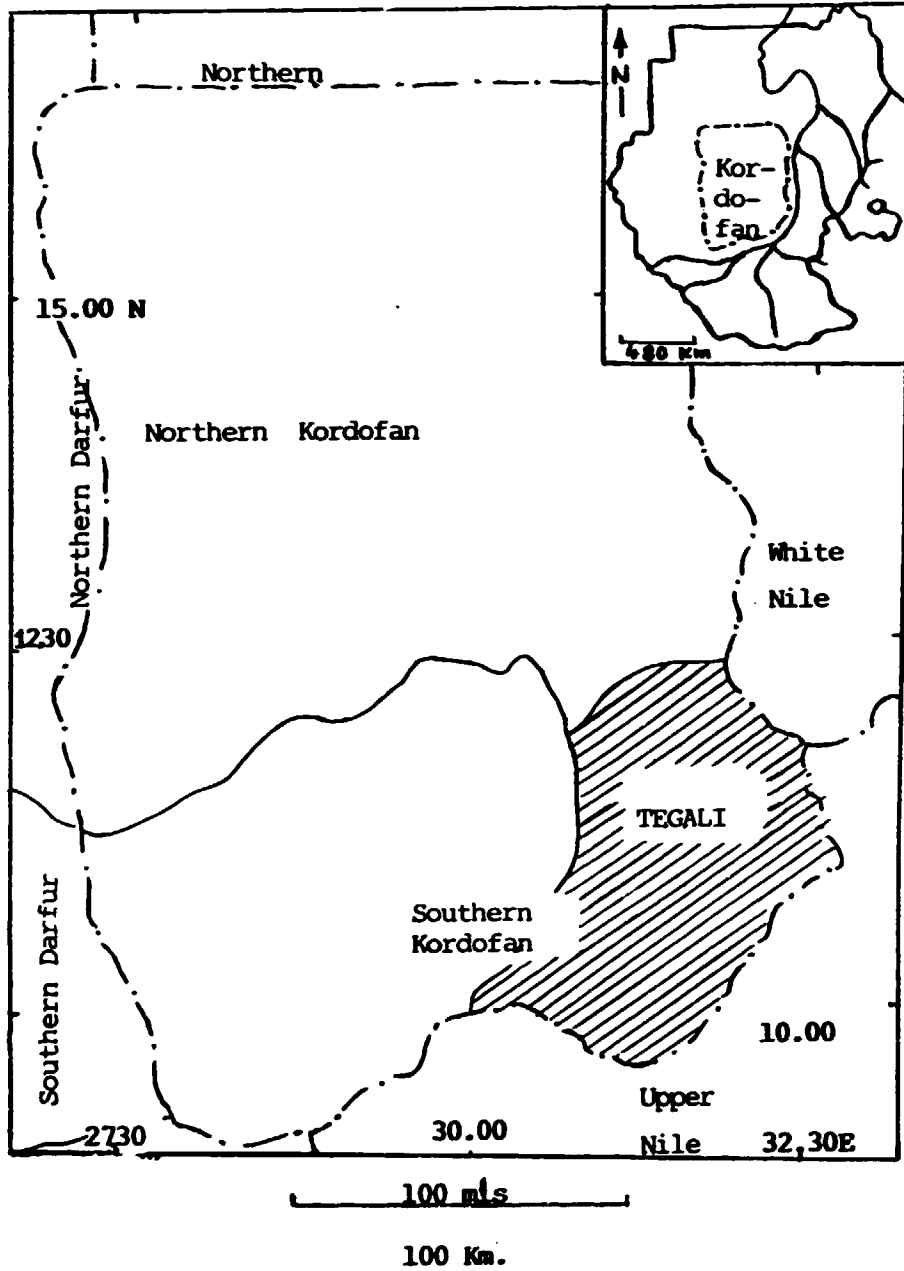 Northern
N
Kor-
do-
fan
480 Km
15.00 N
Northern Darfur
Northern Kordofan
White
Nile
1230
TEGALI
Southern
Kordofan
Southern Darfur
10.00
Upper
Nile
2730
30.00
32,30E
100 mls
100 Km.